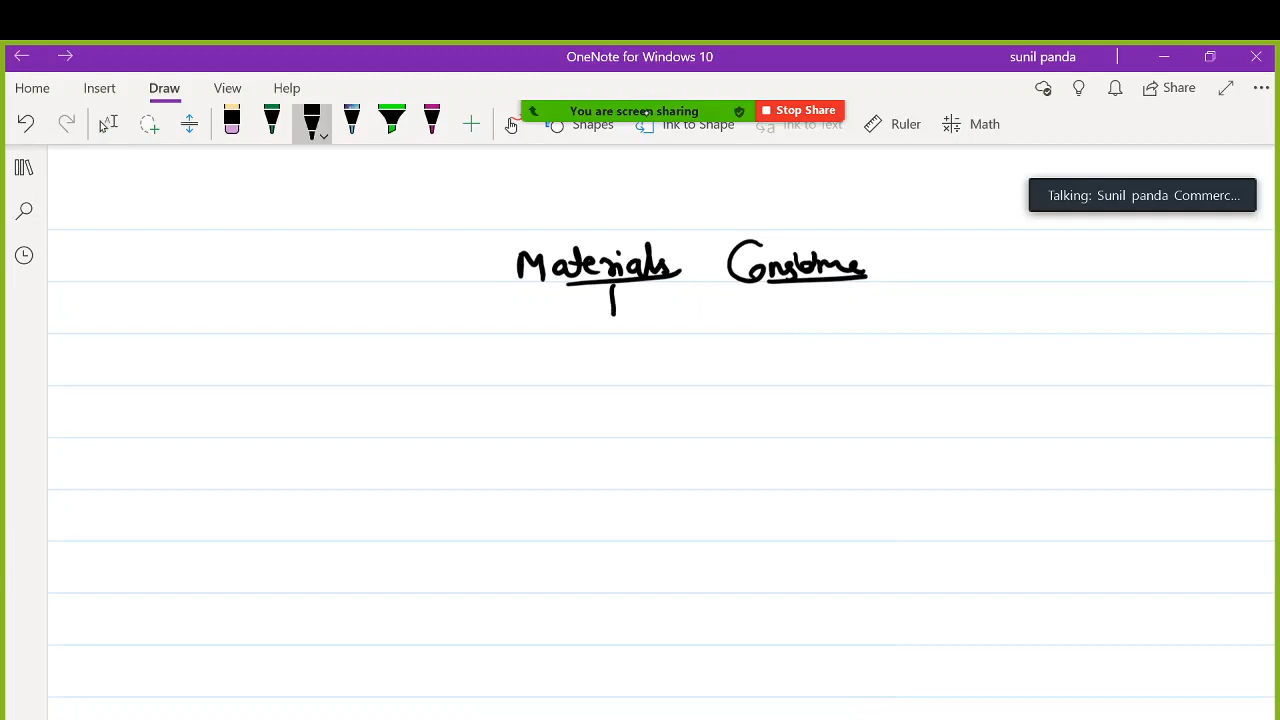 OneNote for Windows 10
sunil panda
Home
Insert
Draw
View
Help
Share
You are screen sharing
Stop Share
Shapes
Ink to Shape
Ink to Text
Ruler
Math
Talking: Sunil panda Commerc...
Materials